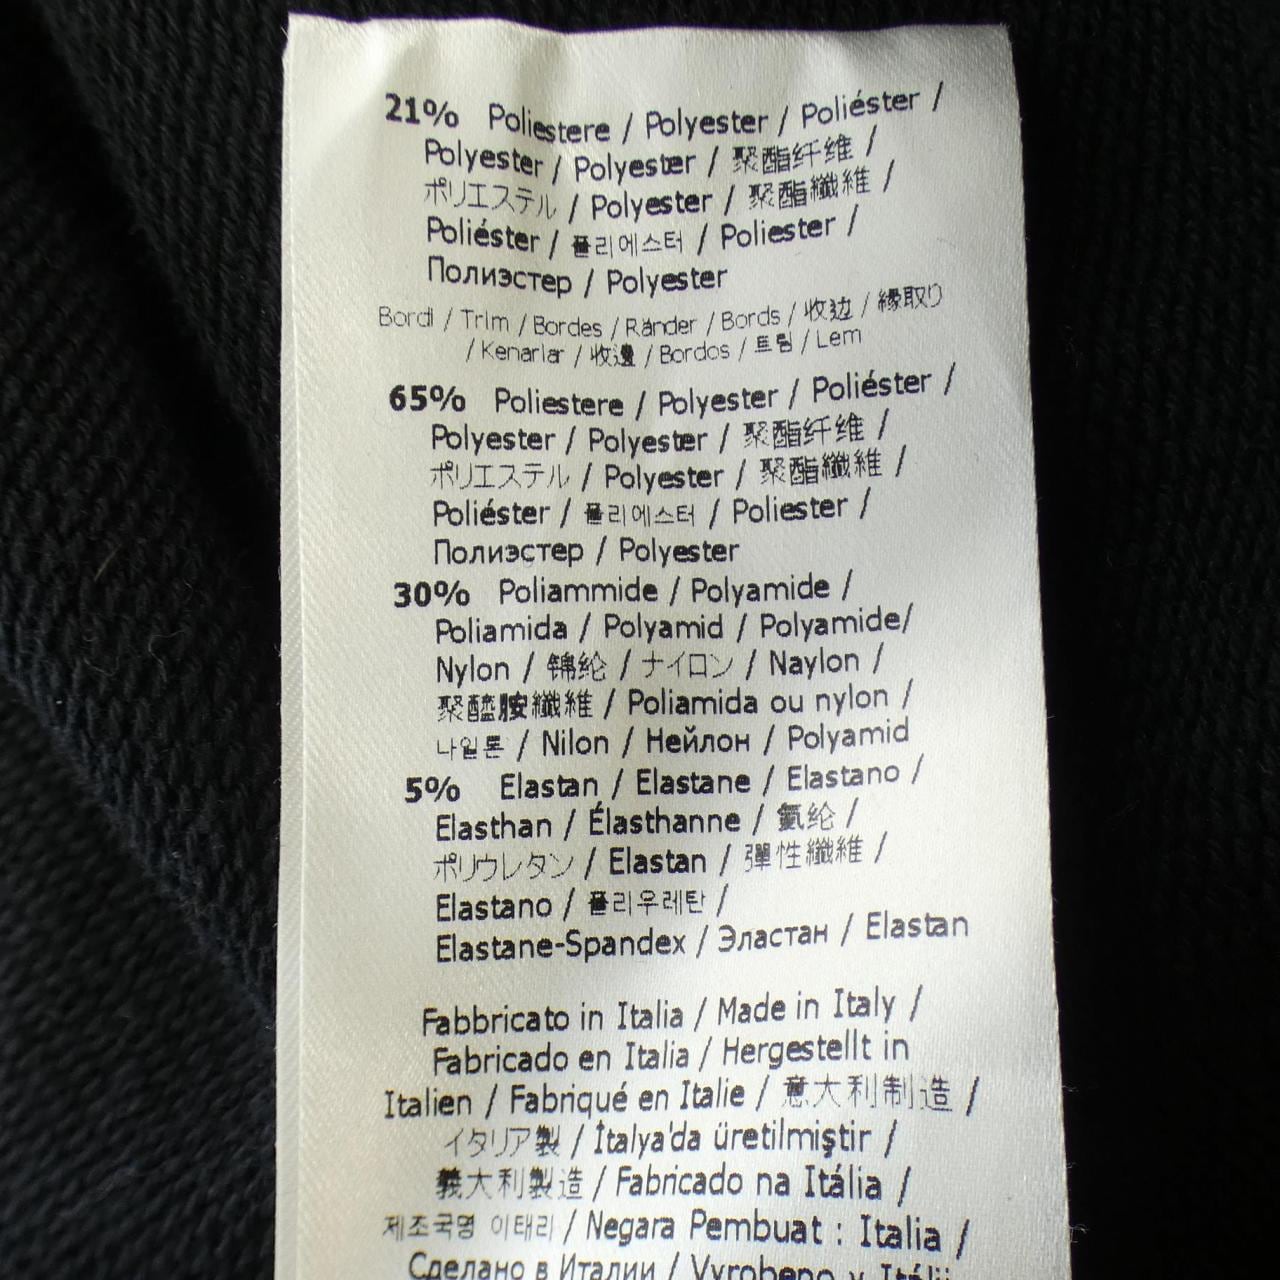 21% Poliestere / Polyester / Poliéster /
Polyester / Polyester / 聚酯纤维 /
ポリエステル / Polyester / 聚酯纖維 /
Poliéster / 폴리에스터 / Poliester /
Полиэстер / Polyester
Bordi / Trim / Bordes / Ränder / Bords / 收边 / 縁取り
/ Kenarlar / 收邊 / Bordos / 트림 / Lem
65% Poliestere / Polyester / Poliéster /
Polyester / Polyester / 聚酯纤维 /
ポリエステル / Polyester / 聚酯纖維 /
Poliéster / 폴리에스터 / Poliester /
Полиэстер / Polyester
30% Poliammide / Polyamide /
Poliamida / Polyamid / Polyamide/
Nylon / 锦纶 / ナイロン / Naylon /
聚醯胺纖維 / Poliamida ou nylon /
나일론 / Nilon / Нейлон / Polyamid
5% Elastan / Elastane / Elastano /
Elasthan / Élasthanne / 氨纶 /
ポリウレタン / Elastan / 彈性纖維 /
Elastano / 폴리우레탄 /
Elastane-Spandex / Эластан / Elastan
Fabbricato in Italia / Made in Italy /
Fabricado en Italia / Hergestellt in
Italien / Fabriqué en Italie / 意大利制造 /
イタリア製 / İtalya'da üretilmiştir /
義大利製造 / Fabricado na Itália /
제조국명 이태리 / Negara Pembuat : Italia /
Сделано в Италии / Vyrobeno v Itálii